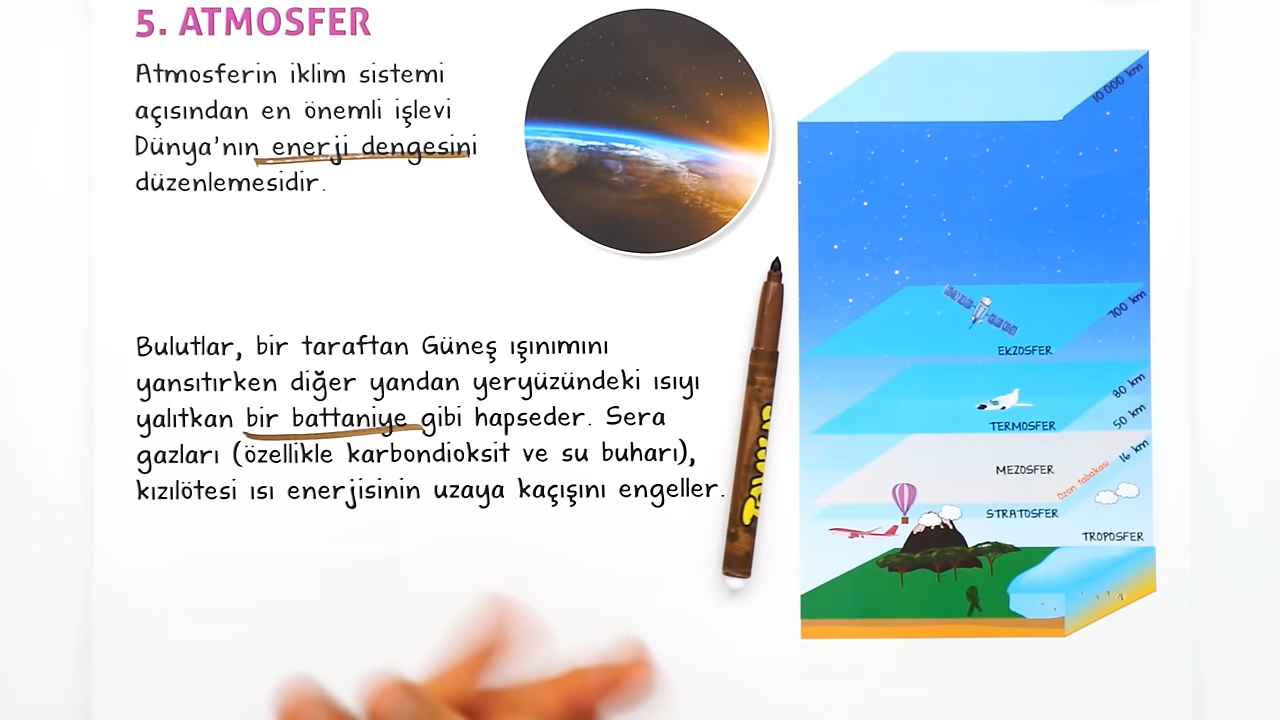 5. ATMOSFER
Atmosferin iklim sistemi
açısından en önemli işlevi
Dünya'nın enerji dengesini
düzenlemesidir.
Bulutlar, bir taraftan Güneş ışınımını
yansıtırken diğer yandan yeryüzündeki ısıyı
yalıtkan bir battaniye gibi hapseder. Sera
gazları (özellikle karbondioksit ve su buharı),
kızılötesi ısı enerjisinin uzaya kaçışını engeller.
10 000 km
700 km
EKZOSFER
80 km
TERMOSFER
50 km
MEZOSFER
16 km
Ozon tabakası
STRATOSFER
TROPOSFER